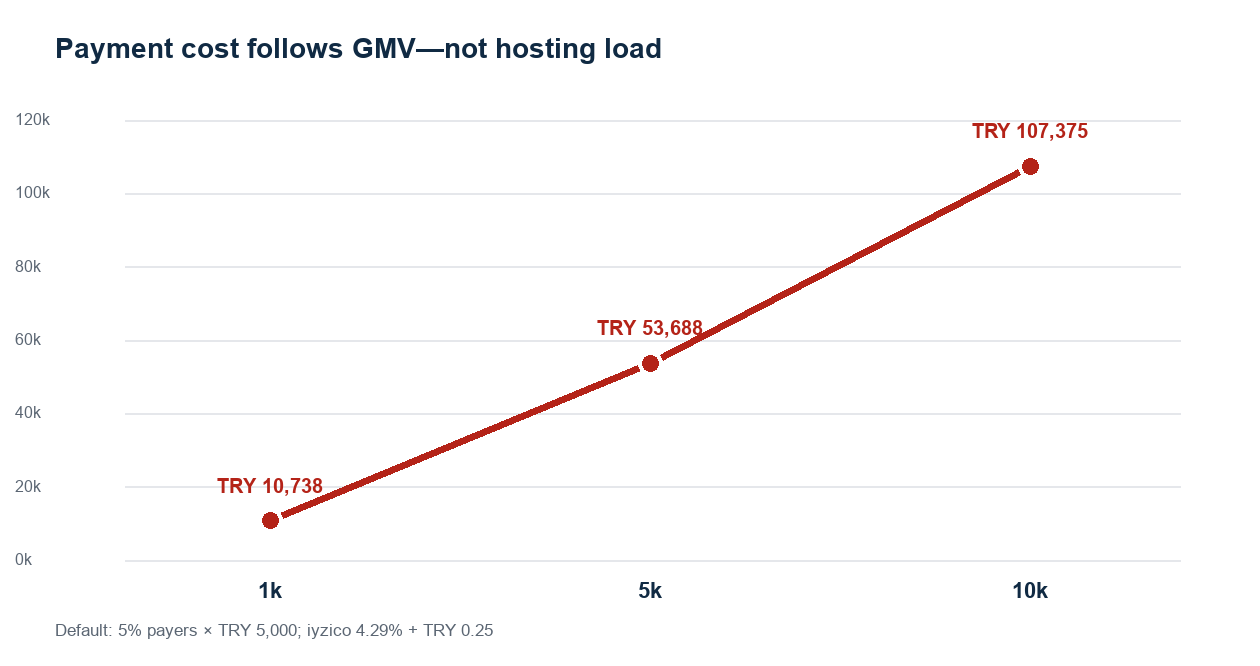 Payment cost follows GMV—not hosting load
120k
TRY 107,375
100k
80k
TRY 53,688
60k
40k
TRY 10,738
20k
0k
1k 5k 10k
Default: 5% payers × TRY 5,000; iyzico 4.29% + TRY 0.25